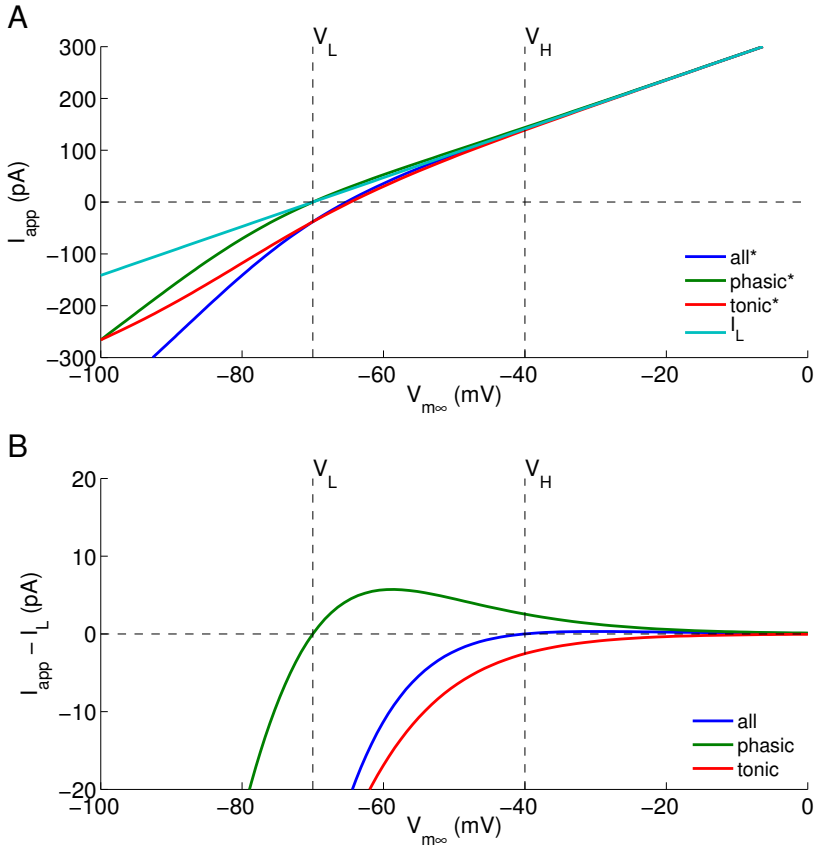 A
V_L V_H
300
200
100
0
−100
−200
−300
I_app (pA)
all*
phasic*
tonic*
I_L
−100 −80 −60 −40 −20 0
V_m∞ (mV)
B
V_L V_H
20
10
0
−10
−20
I_app − I_L (pA)
all
phasic
tonic
−100 −80 −60 −40 −20 0
V_m∞ (mV)